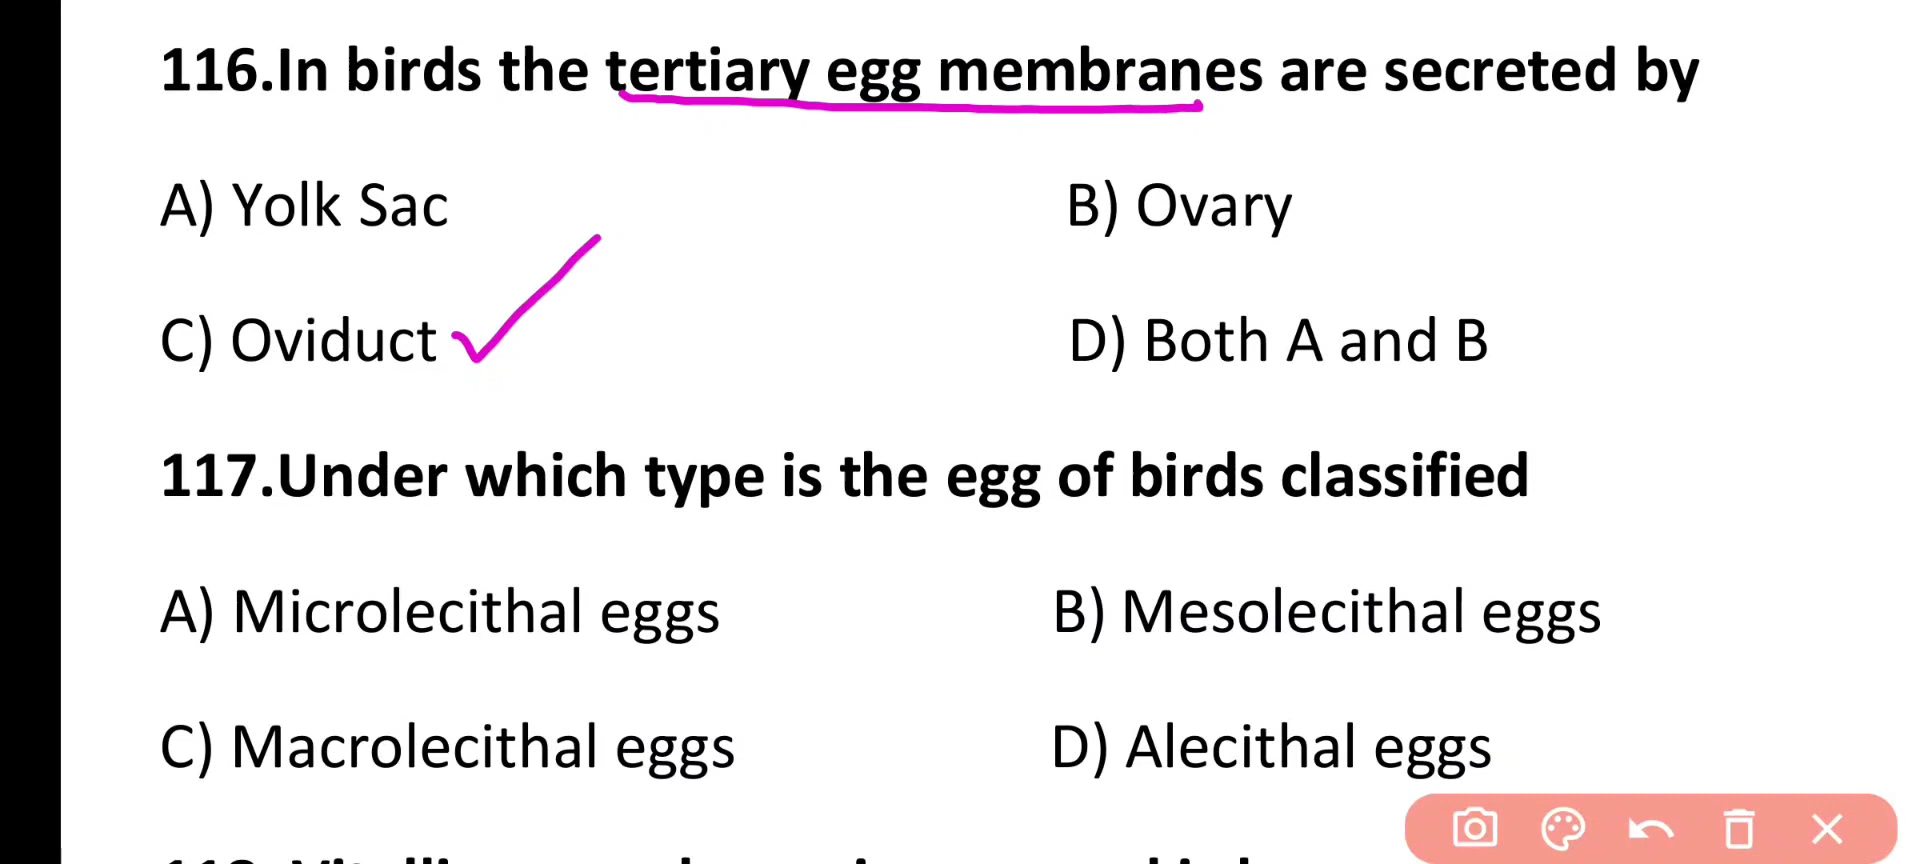 116.In birds the tertiary egg membranes are secreted by
A) Yolk Sac B) Ovary
C) Oviduct D) Both A and B
117.Under which type is the egg of birds classified
A) Microlecithal eggs B) Mesolecithal eggs
C) Macrolecithal eggs D) Alecithal eggs